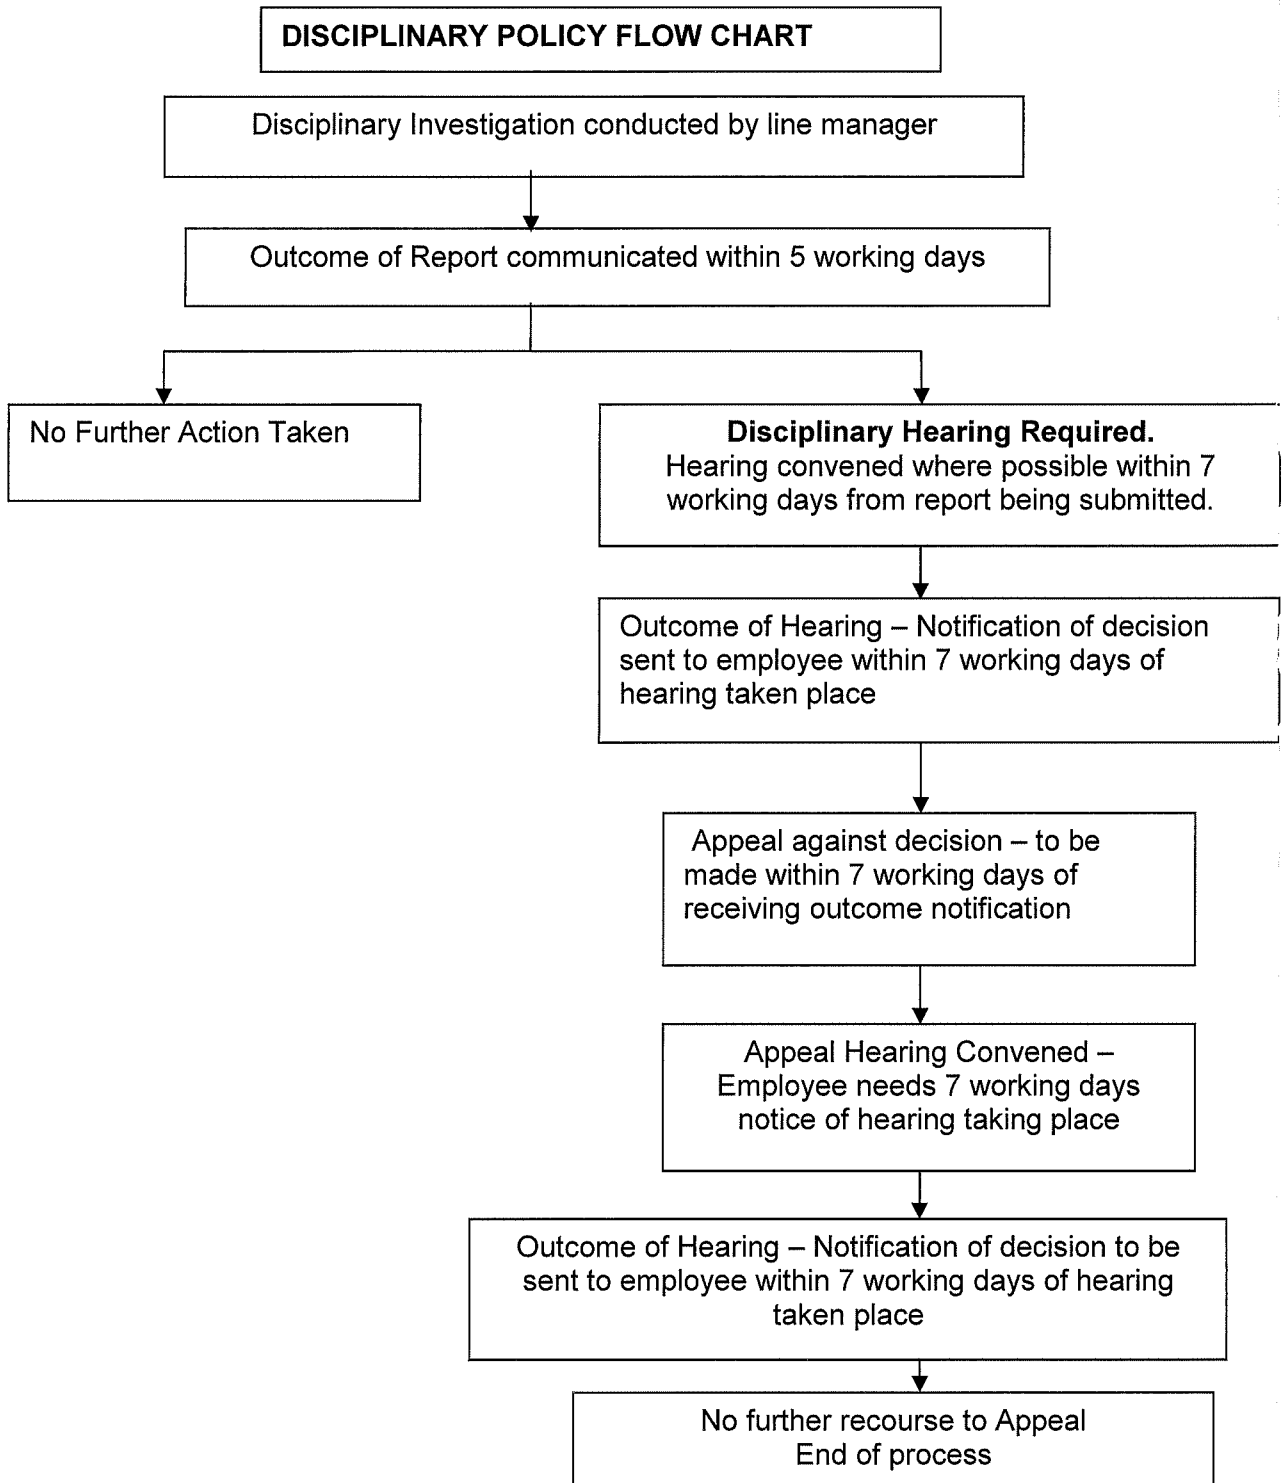 DISCIPLINARY POLICY FLOW CHART
Disciplinary Investigation conducted by line manager
Outcome of Report communicated within 5 working days
No Further Action Taken
Disciplinary Hearing Required.
Hearing convened where possible within 7
working days from report being submitted.
Outcome of Hearing – Notification of decision
sent to employee within 7 working days of
hearing taken place
Appeal against decision – to be
made within 7 working days of
receiving outcome notification
Appeal Hearing Convened –
Employee needs 7 working days
notice of hearing taking place
Outcome of Hearing – Notification of decision to be
sent to employee within 7 working days of hearing
taken place
No further recourse to Appeal
End of process